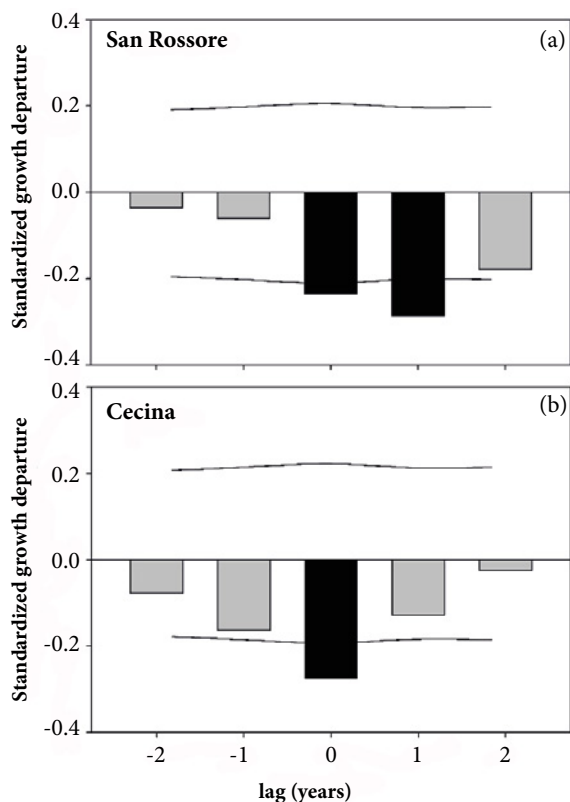 San Rossore
(a)
Standardized growth departure
0.4
0.2
0.0
-0.2
-0.4
Cecina
(b)
Standardized growth departure
0.4
0.2
0.0
-0.2
-0.4
-2 -1 0 1 2
lag (years)